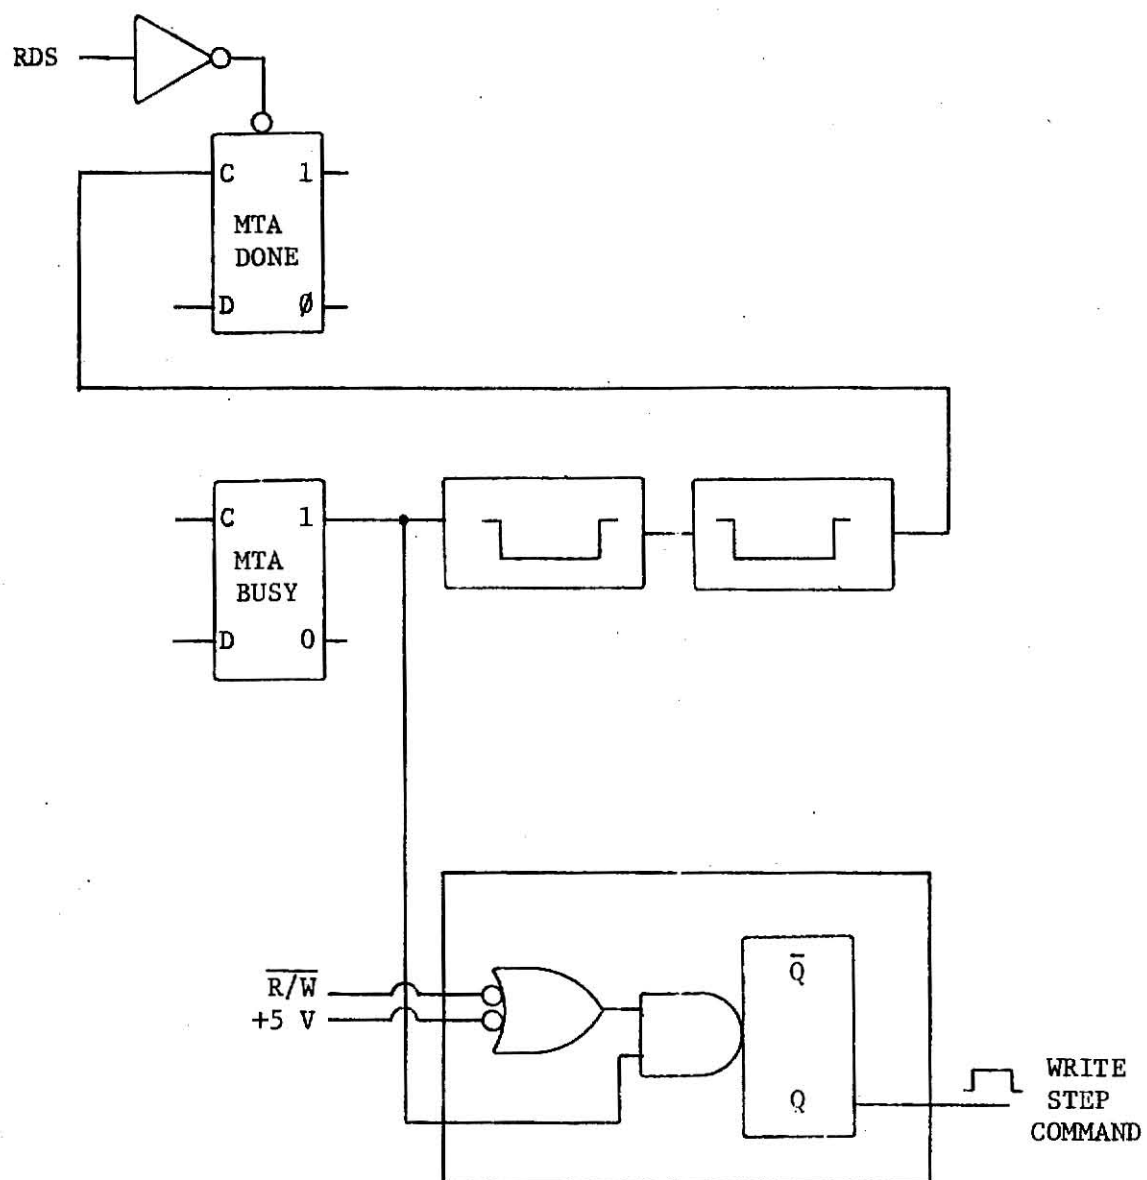 RDS
C 1
MTA
DONE
D Ø
C 1
MTA
BUSY
D 0
R/W
+5 V
Q̄
Q
WRITE
STEP
COMMAND